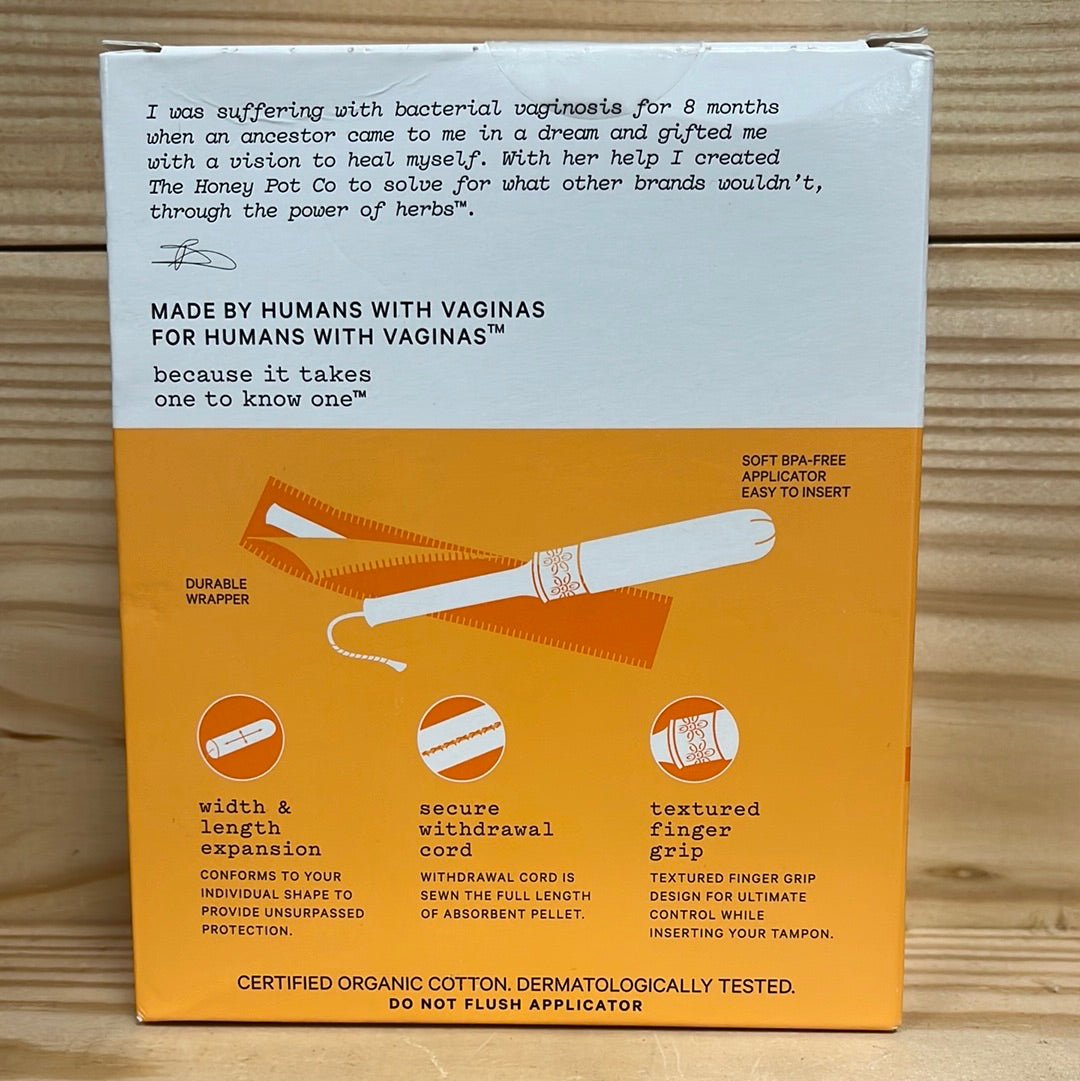 I was suffering with bacterial vaginosis for 8 months
when an ancestor came to me in a dream and gifted me
with a vision to heal myself. With her help I created
The Honey Pot Co to solve for what other brands wouldn't,
through the power of herbs™.
MADE BY HUMANS WITH VAGINAS
FOR HUMANS WITH VAGINAS™
because it takes
one to know one™
SOFT BPA-FREE
APPLICATOR
EASY TO INSERT
DURABLE
WRAPPER
width &
length
expansion
CONFORMS TO YOUR
INDIVIDUAL SHAPE TO
PROVIDE UNSURPASSED
PROTECTION.
secure
withdrawal
cord
WITHDRAWAL CORD IS
SEWN THE FULL LENGTH
OF ABSORBENT PELLET.
textured
finger
grip
TEXTURED FINGER GRIP
DESIGN FOR ULTIMATE
CONTROL WHILE
INSERTING YOUR TAMPON.
CERTIFIED ORGANIC COTTON. DERMATOLOGICALLY TESTED.
DO NOT FLUSH APPLICATOR